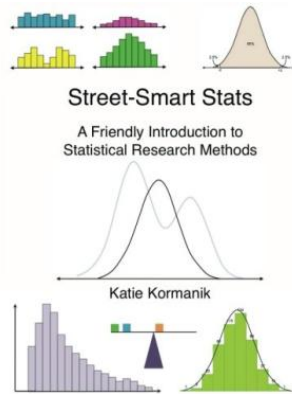 Street-Smart Stats
A Friendly Introduction to
Statistical Research Methods
Katie Kormanik